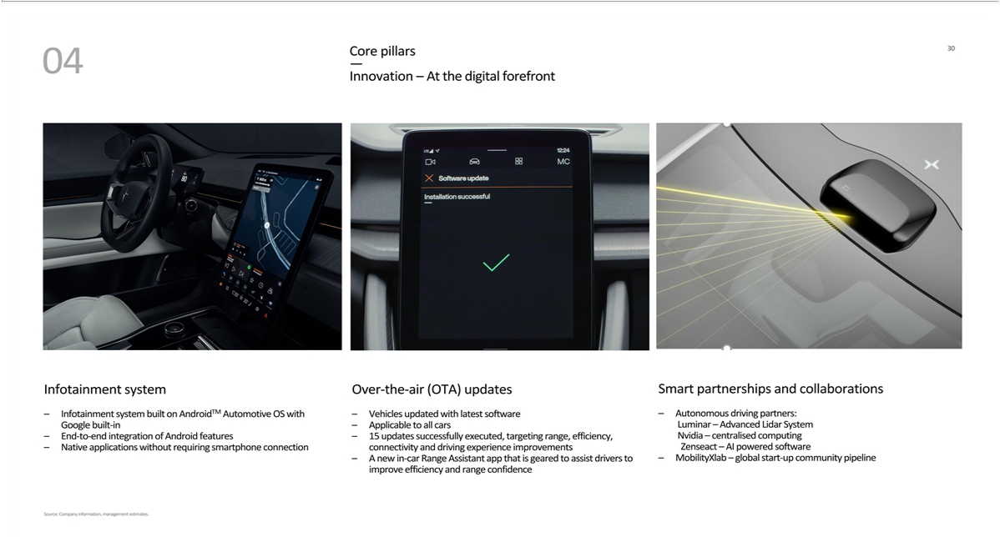 04
Core pillars
—
Innovation – At the digital forefront
30
80
12:24
MC
Software update
Installation successful
Infotainment system
– Infotainment system built on Android™ Automotive OS with
Google built-in
– End-to-end integration of Android features
– Native applications without requiring smartphone connection
Over-the-air (OTA) updates
– Vehicles updated with latest software
– Applicable to all cars
– 15 updates successfully executed, targeting range, efficiency,
connectivity and driving experience improvements
– A new in-car Range Assistant app that is geared to assist drivers to
improve efficiency and range confidence
Smart partnerships and collaborations
– Autonomous driving partners:
Luminar – Advanced Lidar System
Nvidia – centralised computing
Zenseact – AI powered software
– MobilityXlab – global start-up community pipeline
Source: Company information, management estimates.